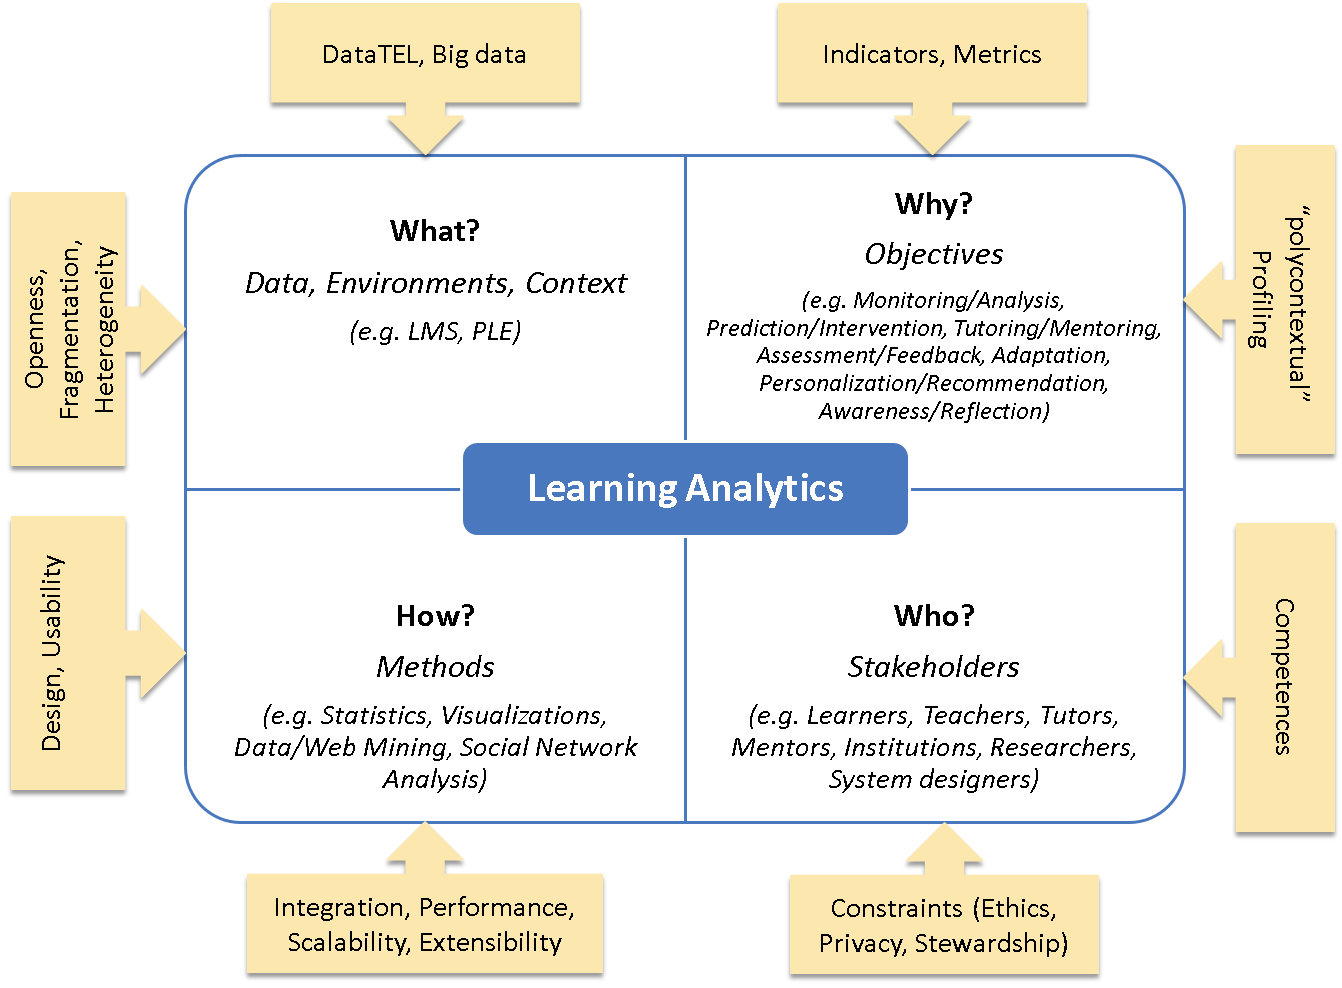 DataTEL, Big data
Indicators, Metrics
Openness,
Fragmentation,
Heterogeneity
What?
Data, Environments, Context
(e.g. LMS, PLE)
Why?
Objectives
(e.g. Monitoring/Analysis,
Prediction/Intervention, Tutoring/Mentoring,
Assessment/Feedback, Adaptation,
Personalization/Recommendation,
Awareness/Reflection)
“polycontextual”
Profiling
Learning Analytics
Design, Usability
How?
Methods
(e.g. Statistics, Visualizations,
Data/Web Mining, Social Network
Analysis)
Who?
Stakeholders
(e.g. Learners, Teachers, Tutors,
Mentors, Institutions, Researchers,
System designers)
Competences
Integration, Performance,
Scalability, Extensibility
Constraints (Ethics,
Privacy, Stewardship)